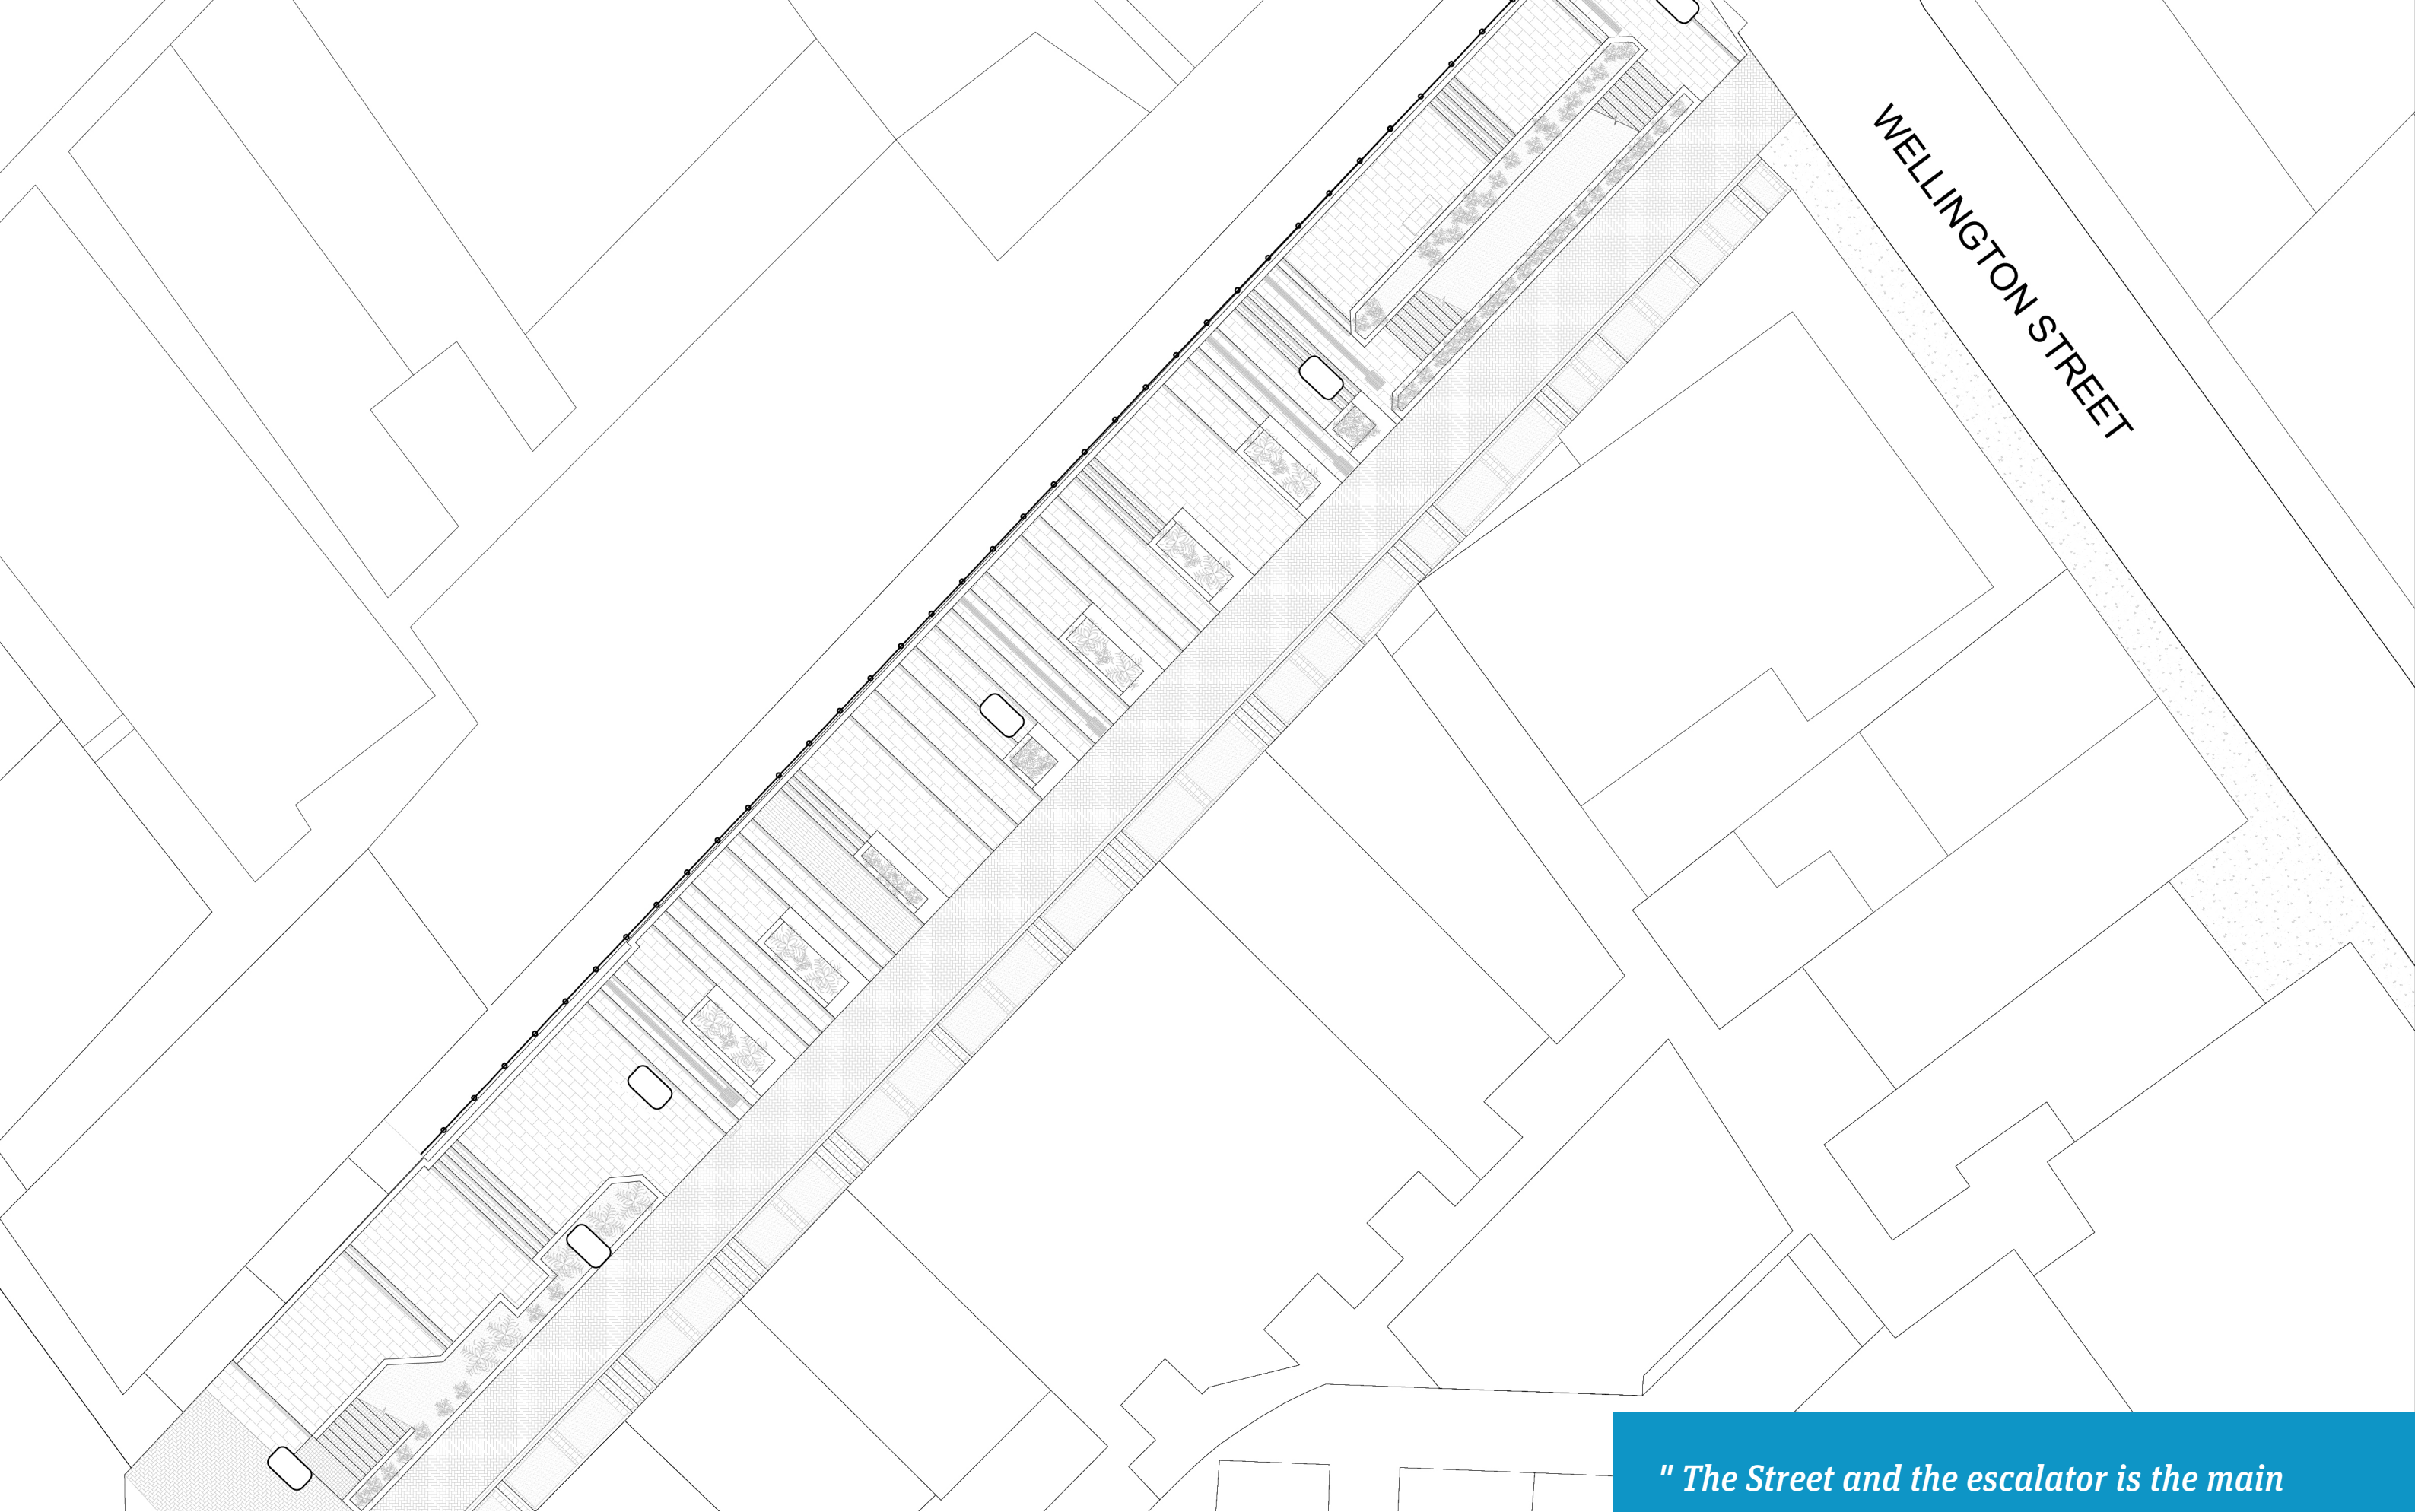 WELLINGTON STREET
" The Street and the escalator is the main